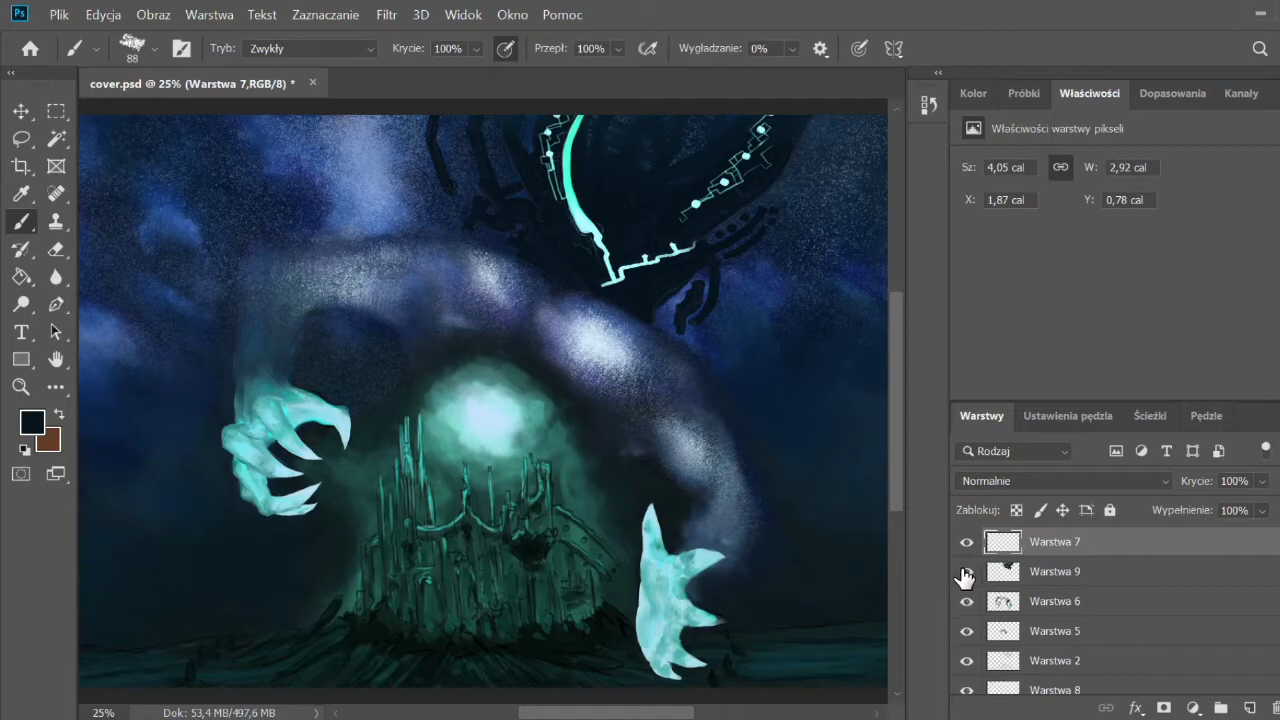 Ps Plik Edycja Obraz Warstwa Tekst Zaznaczanie Filtr 3D Widok Okno Pomoc
88 Tryb: Zwykły Krycie: 100% Przepł: 100% Wygładzanie: 0%
cover.psd @ 25% (Warstwa 7,RGB/8) *
Kolor Próbki Właściwości Dopasowania Kanały
Właściwości warstwy pikseli
Sz: 4,05 cal W: 2,92 cal
X: 1,87 cal Y: 0,78 cal
Warstwy Ustawienia pędzla Ścieżki Pędzle
Rodzaj
Normalnie Krycie: 100%
Zablokuj: Wypełnienie: 100%
Warstwa 7
Warstwa 9
Warstwa 6
Warstwa 5
Warstwa 2
Warstwa 8
25% Dok: 53,4 MB/497,6 MB